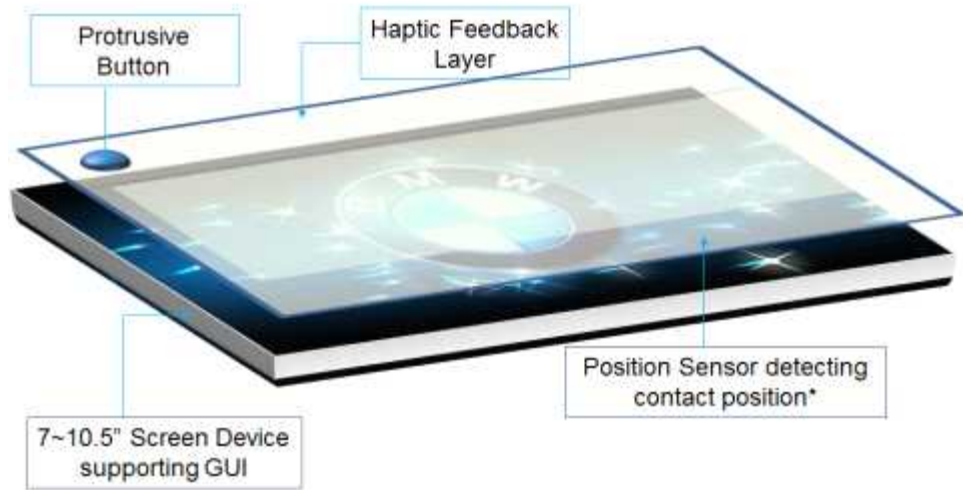 Protrusive
Button
Haptic Feedback
Layer
B M W
Position Sensor detecting
contact position*
7~10.5” Screen Device
supporting GUI